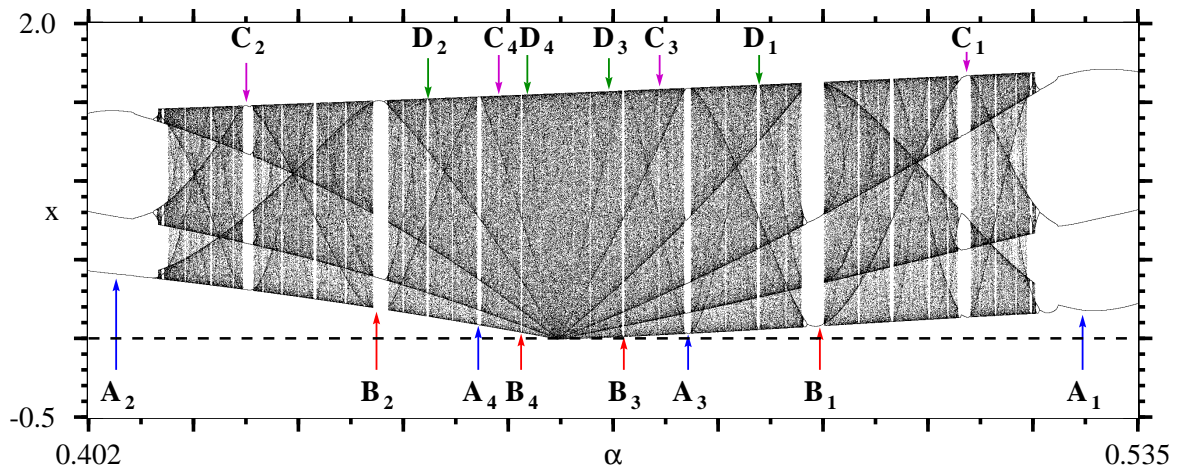 2.0
C2 D2 C4 D4 D3 C3 D1 C1
x
A2 B2 A4 B4 B3 A3 B1 A1
-0.5
0.402 α 0.535